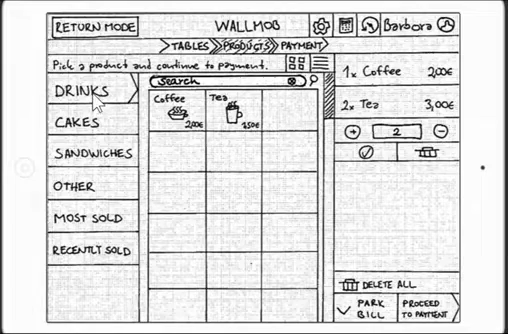 RETURN MODE
WALLMOB
Barbora
TABLES
PRODUCTS
PAYMENT
Pick a product and continue to payment.
DRINKS
CAKES
SANDWICHES
OTHER
MOST SOLD
RECENTLY SOLD
Search
Coffee
2,00€
Tea
1,50€
1x Coffee 2,00€
2x Tea 3,00€
2
DELETE ALL
PARK
BILL
PROCEED
TO PAYMENT